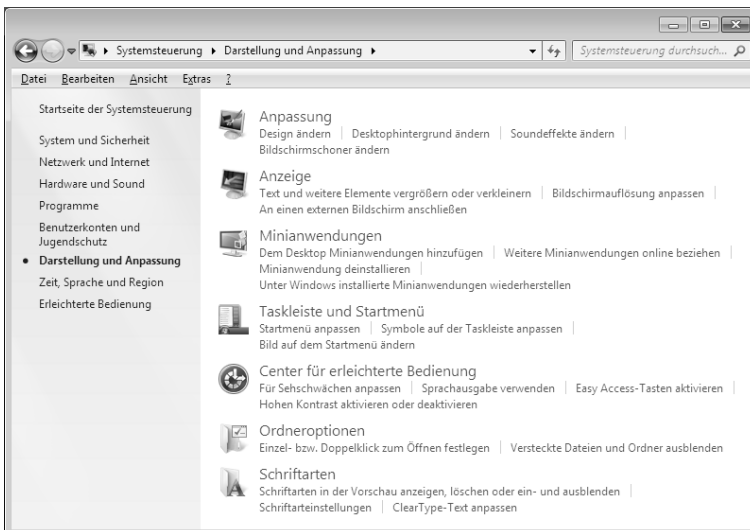 Systemsteuerung ▸ Darstellung und Anpassung ▸ Systemsteuerung durchsuch...
Datei Bearbeiten Ansicht Extras ?
Startseite der Systemsteuerung
System und Sicherheit
Netzwerk und Internet
Hardware und Sound
Programme
Benutzerkonten und
Jugendschutz
• Darstellung und Anpassung
Zeit, Sprache und Region
Erleichterte Bedienung
Anpassung
Design ändern | Desktophintergrund ändern | Soundeffekte ändern |
Bildschirmschoner ändern
Anzeige
Text und weitere Elemente vergrößern oder verkleinern | Bildschirmauflösung anpassen |
An einen externen Bildschirm anschließen
Minianwendungen
Dem Desktop Minianwendungen hinzufügen | Weitere Minianwendungen online beziehen |
Minianwendung deinstallieren |
Unter Windows installierte Minianwendungen wiederherstellen
Taskleiste und Startmenü
Startmenü anpassen | Symbole auf der Taskleiste anpassen |
Bild auf dem Startmenü ändern
Center für erleichterte Bedienung
Für Sehschwächen anpassen | Sprachausgabe verwenden | Easy Access-Tasten aktivieren |
Hohen Kontrast aktivieren oder deaktivieren
Ordneroptionen
Einzel- bzw. Doppelklick zum Öffnen festlegen | Versteckte Dateien und Ordner ausblenden
Schriftarten
Schriftarten in der Vorschau anzeigen, löschen oder ein- und ausblenden |
Schriftarteinstellungen | ClearType-Text anpassen